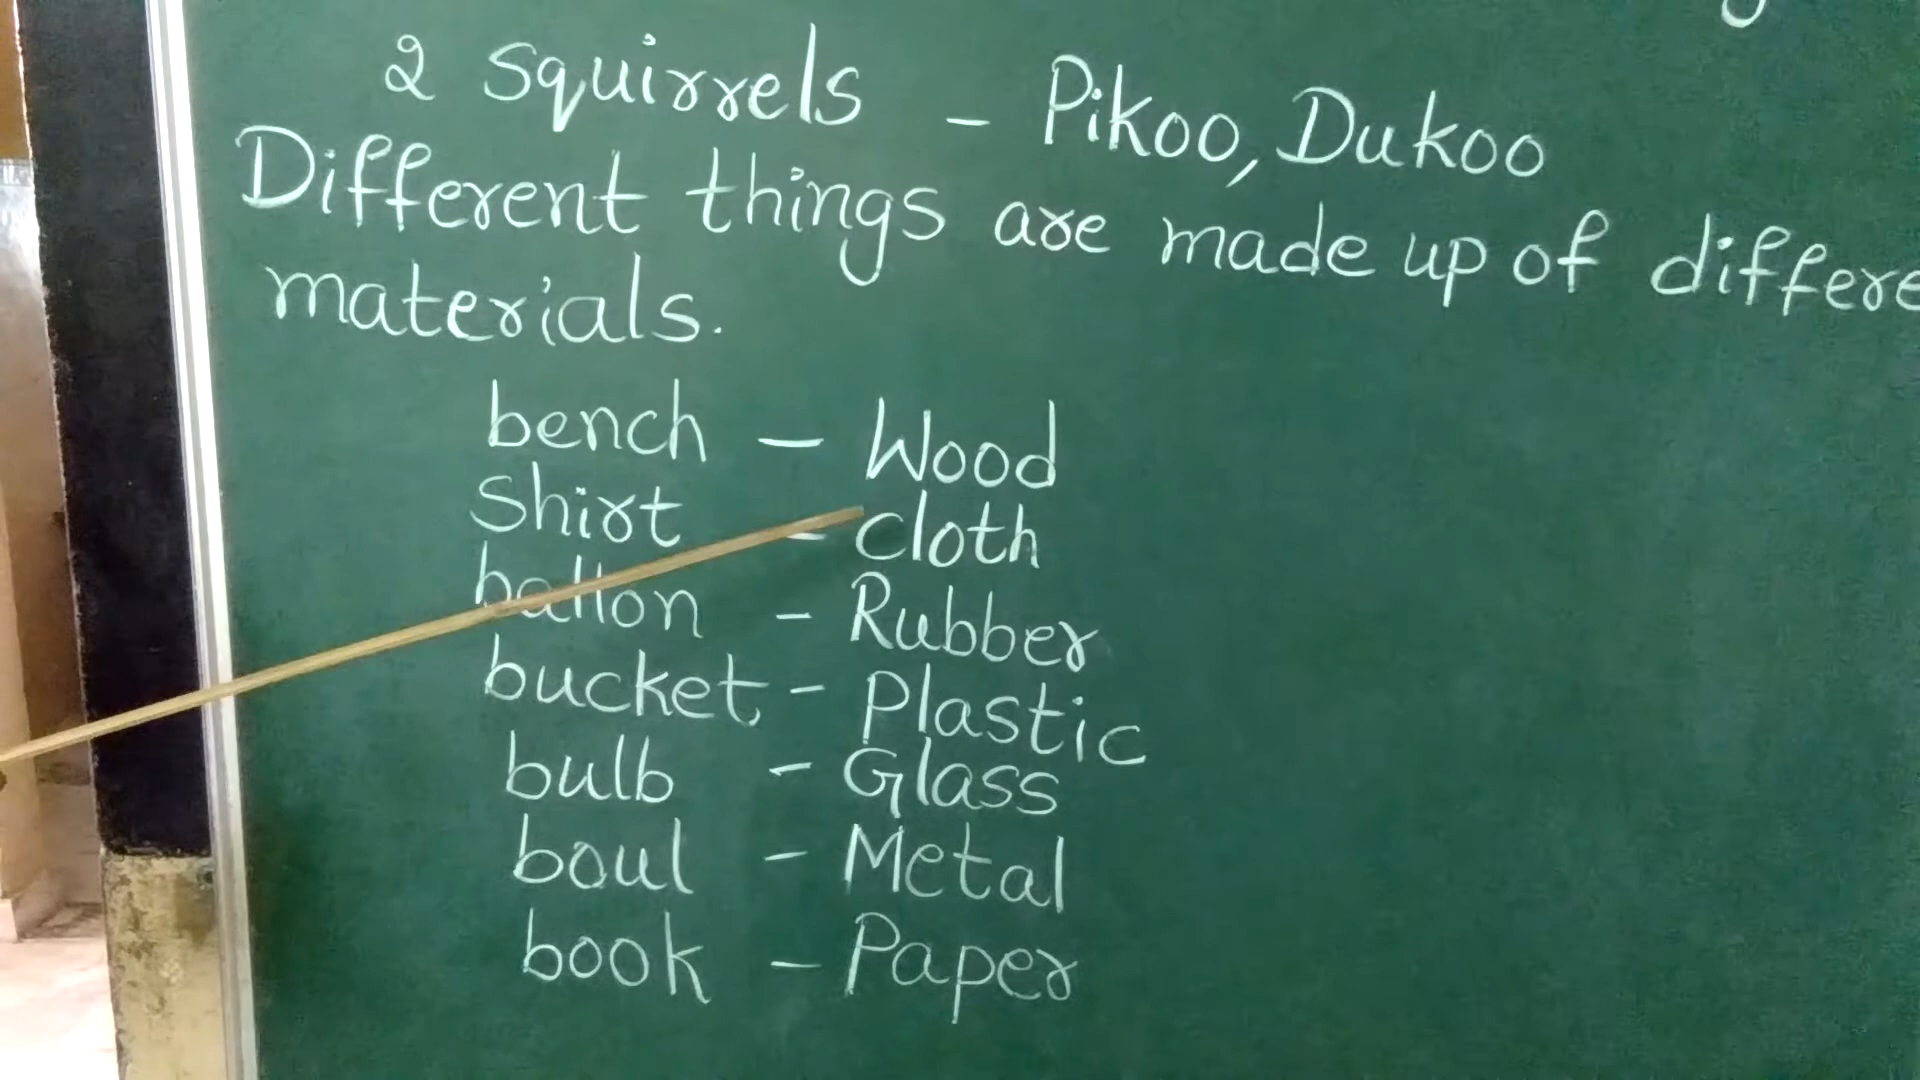 2 Squirrels - Pikoo, Dukoo
Different things are made up of differe
materials.
bench - Wood
Shirt - cloth
ballon - Rubber
bucket - Plastic
bulb - Glass
boul - Metal
book - Paper